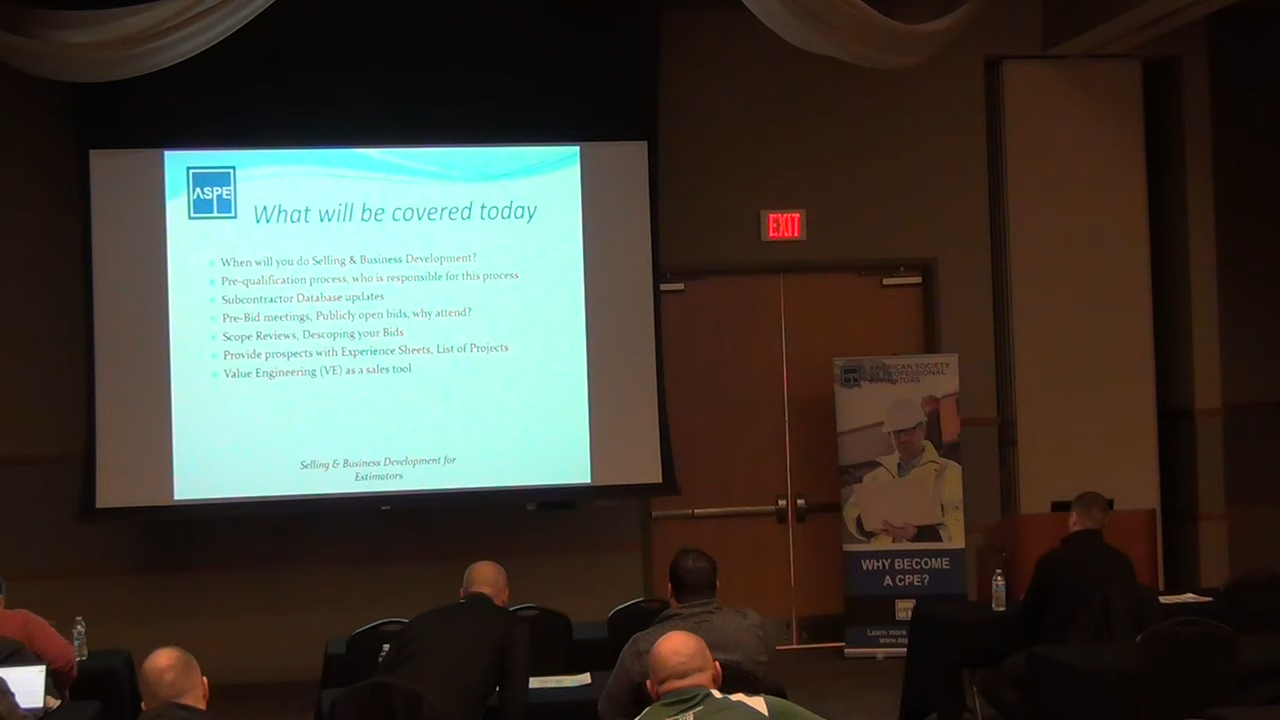 ASPE
What will be covered today
When will you do Selling & Business Development?
Pre-qualification process, who is responsible for this process
Subcontractor Database updates
Pre-Bid meetings, Publicly open bids, why attend?
Scope Reviews, Descoping your Bids
Provide prospects with Experience Sheets, List of Projects
Value Engineering (VE) as a sales tool
Selling & Business Development for
Estimators
EXIT
AMERICAN SOCIETY
OF PROFESSIONAL
ESTIMATORS
WHY BECOME
A CPE?
Learn more